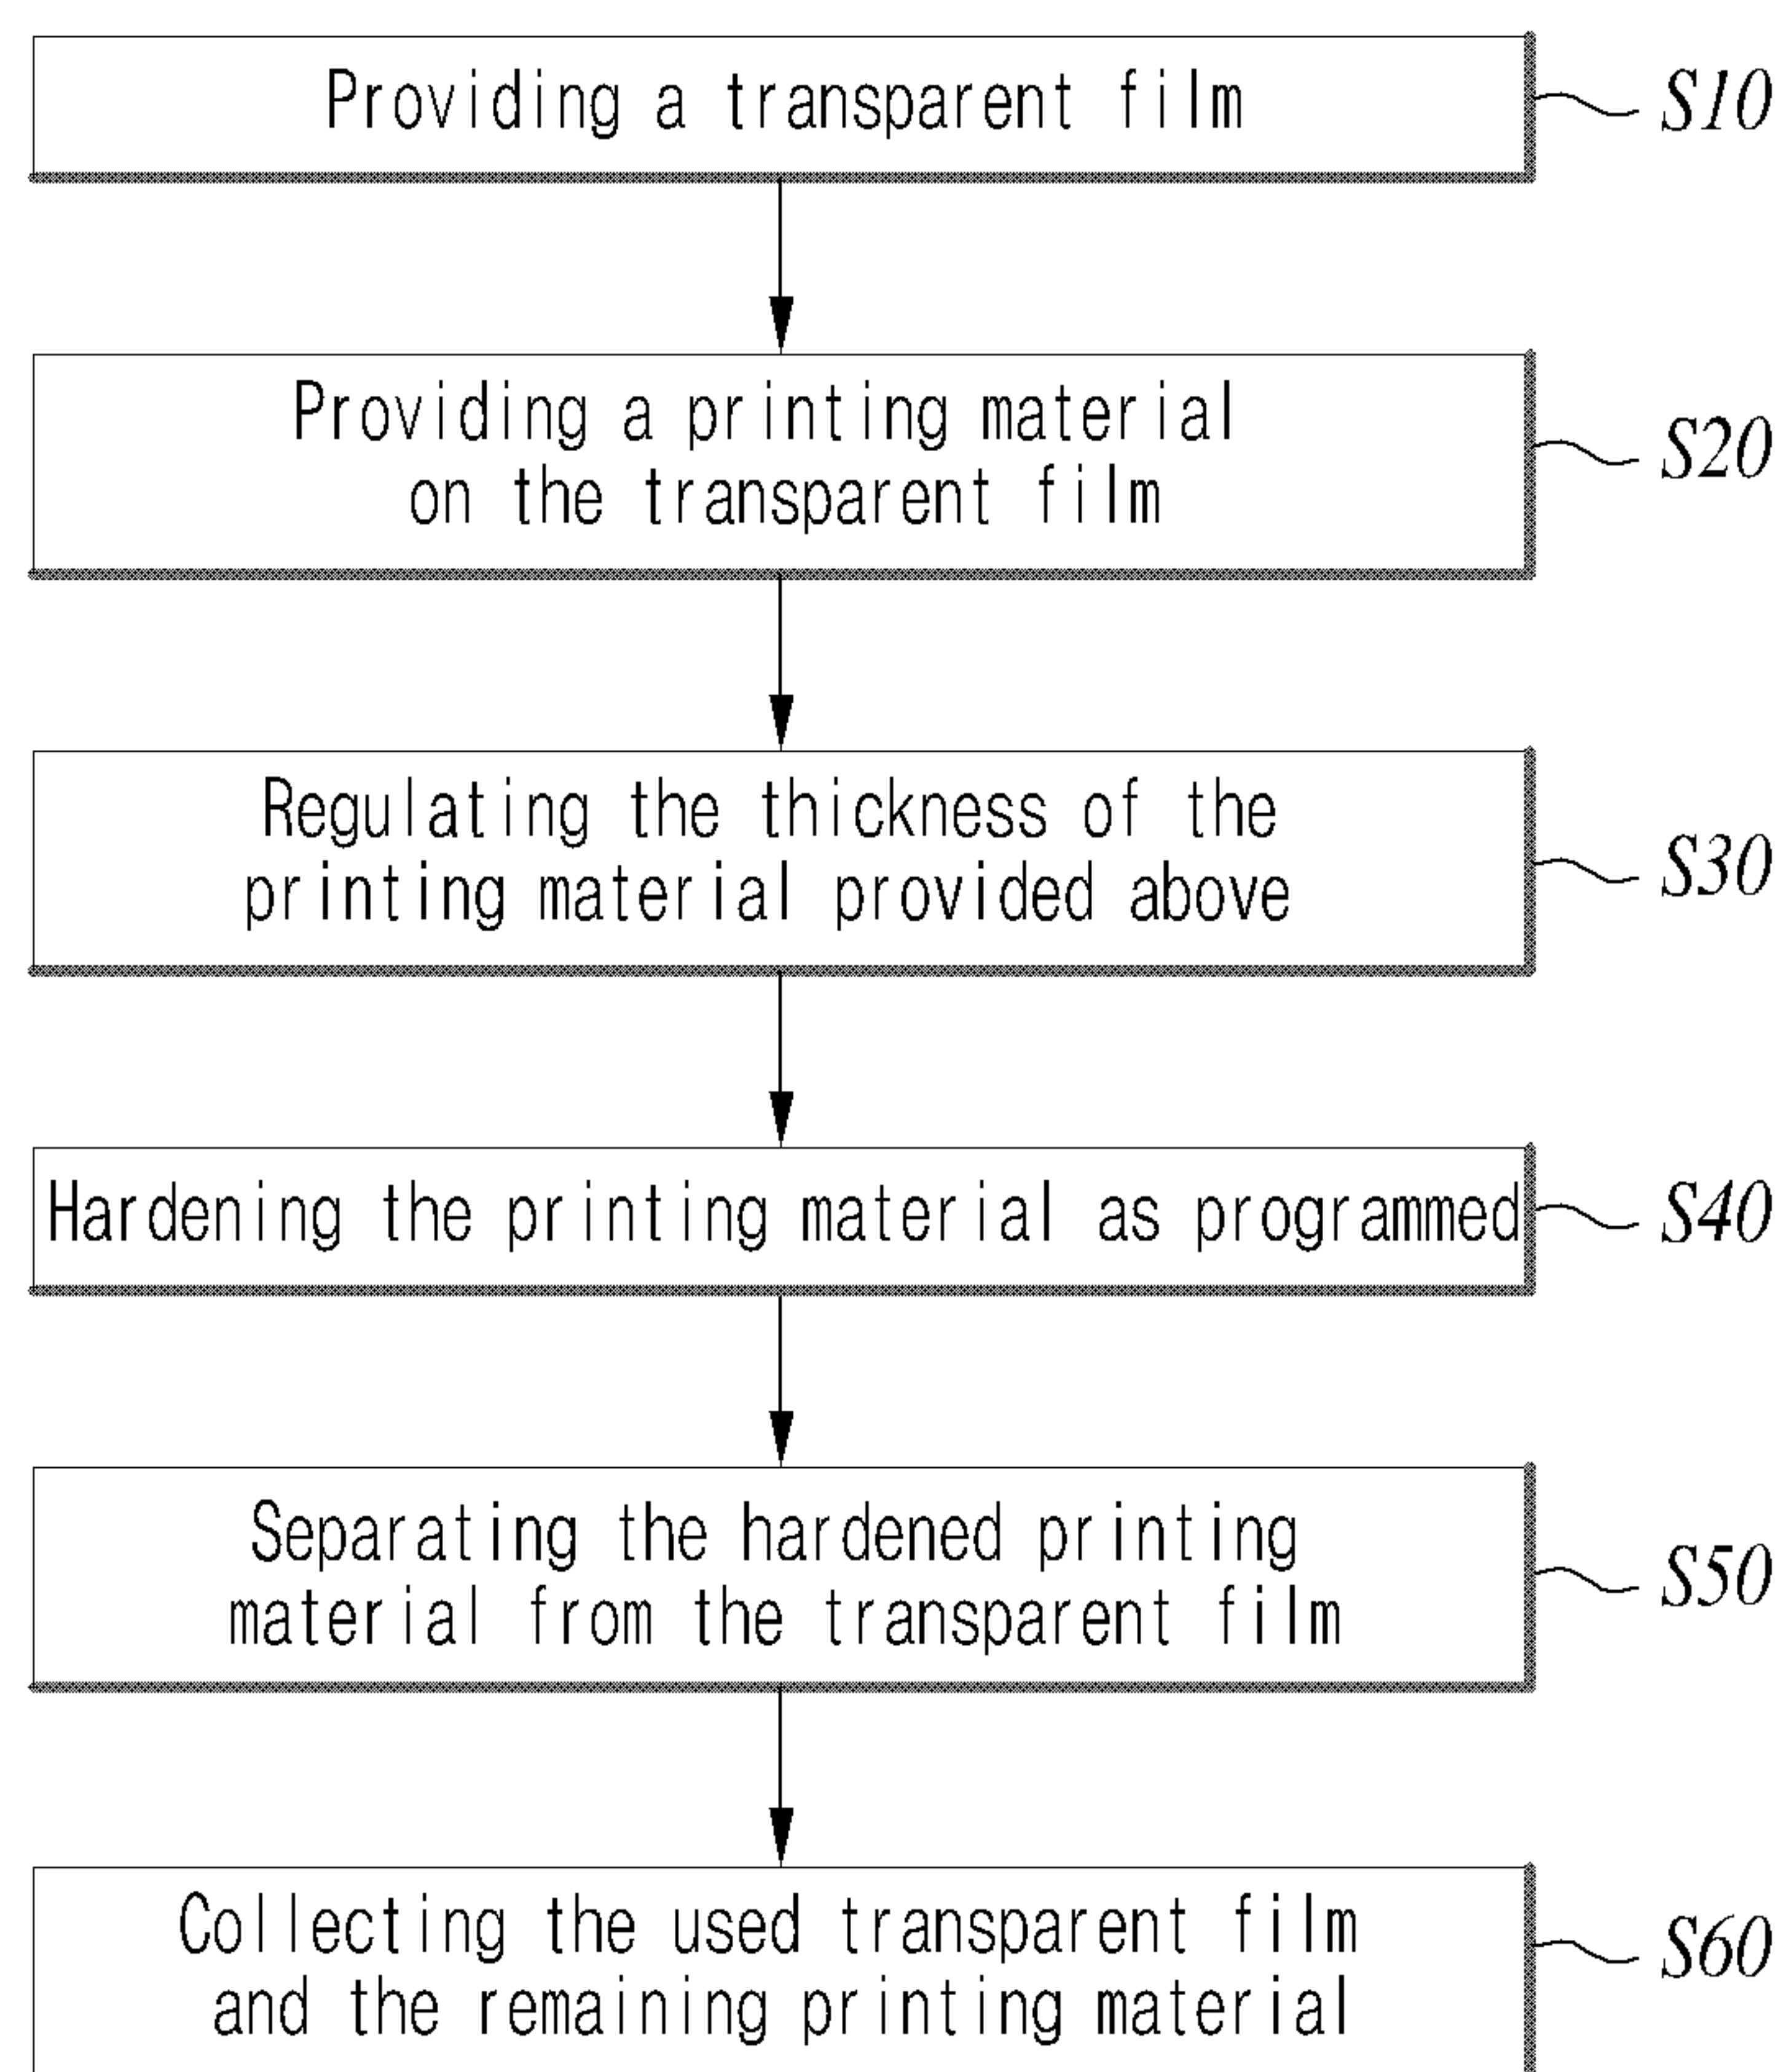 Providing a transparent film
S10
Providing a printing material
on the transparent film
S20
Regulating the thickness of the
printing material provided above
S30
Hardening the printing material as programmed
S40
Separating the hardened printing
material from the transparent film
S50
Collecting the used transparent film
and the remaining printing material
S60